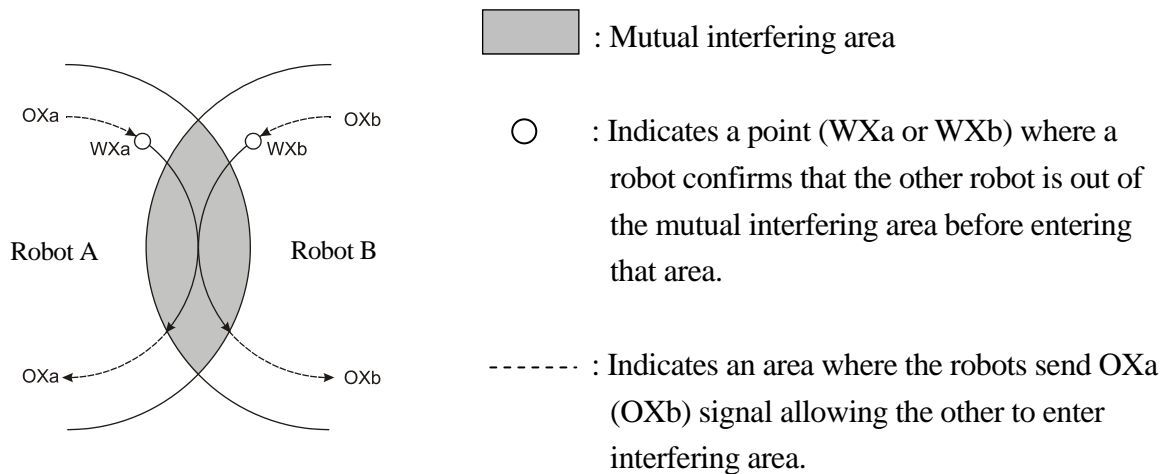 OXa
OXb
WXa
WXb
Robot A
Robot B
OXa
OXb
: Mutual interfering area
: Indicates a point (WXa or WXb) where a
robot confirms that the other robot is out of
the mutual interfering area before entering
that area.
: Indicates an area where the robots send OXa
(OXb) signal allowing the other to enter
interfering area.